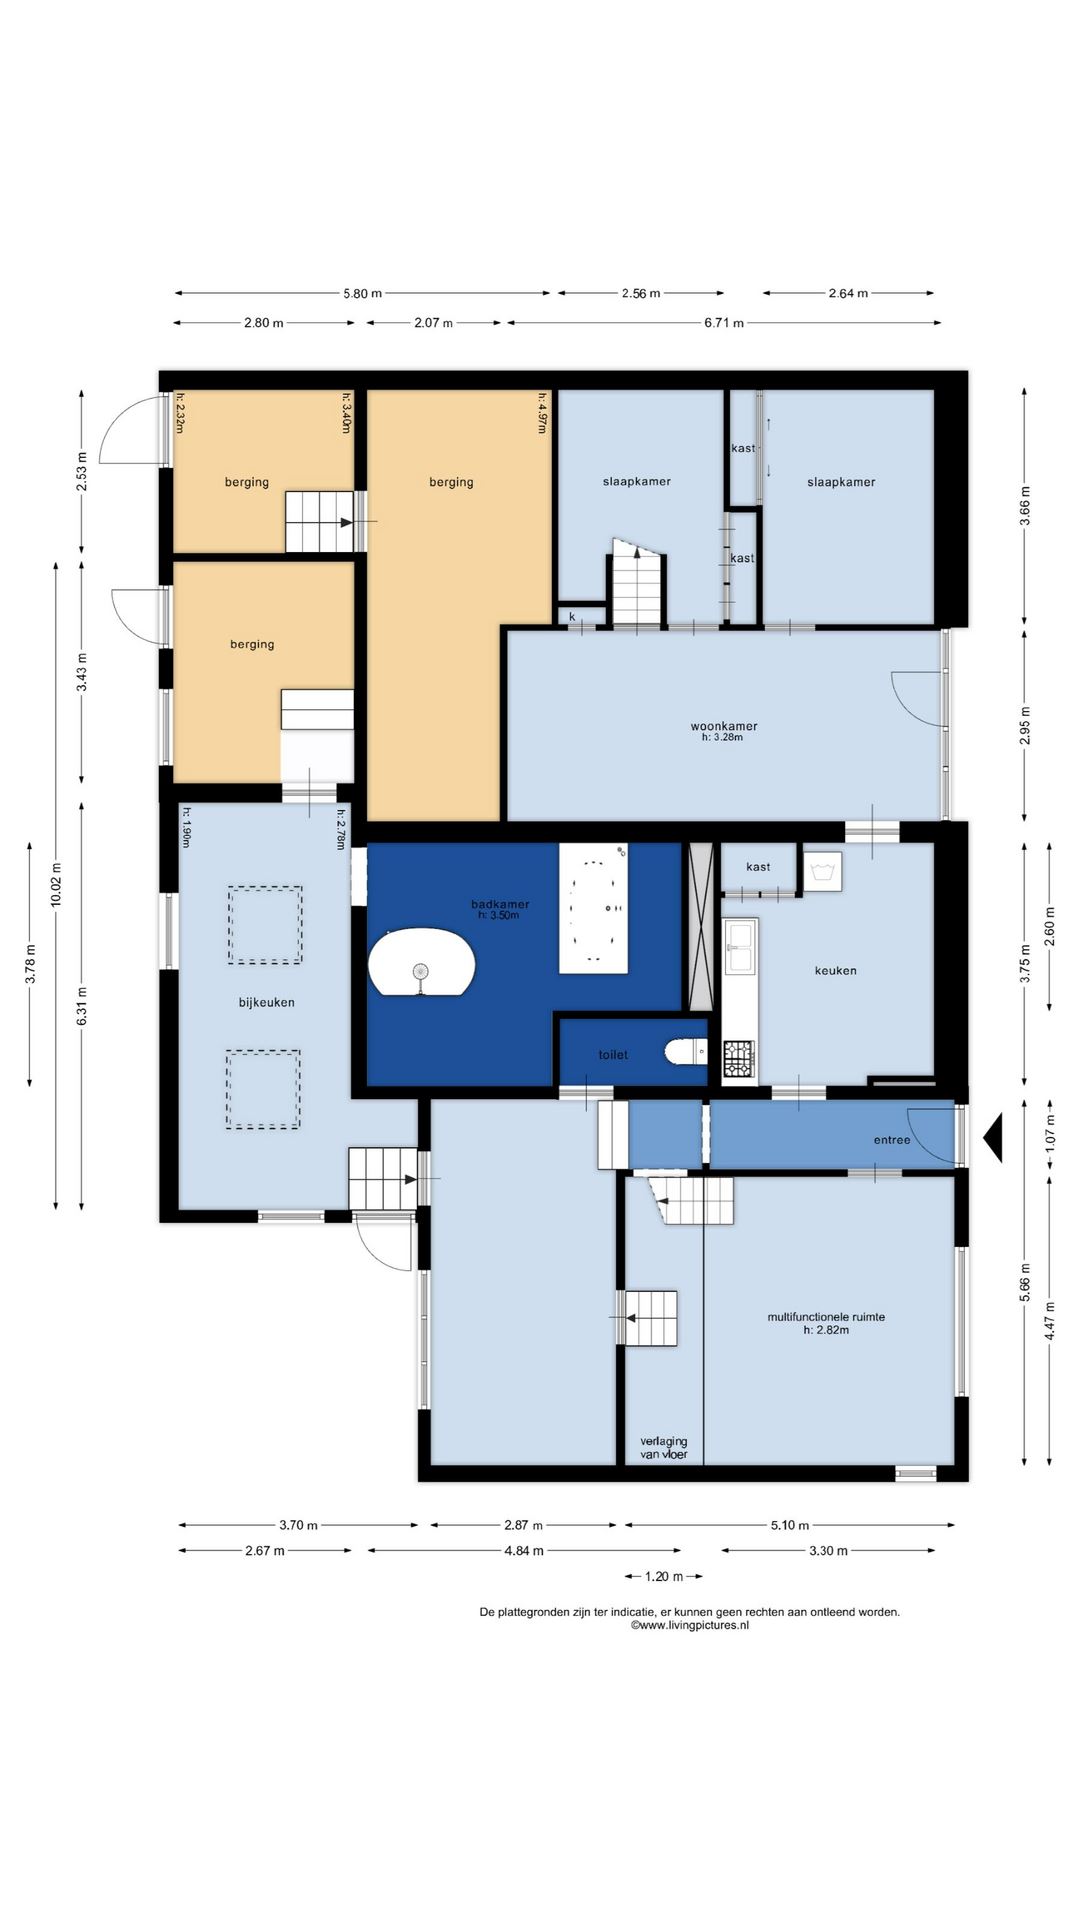 5.80 m
2.56 m
2.64 m
2.80 m
2.07 m
6.71 m
h: 2.32m
h: 3.40m
h: 4.97m
berging
berging
slaapkamer
kast
slaapkamer
kast
k
berging
woonkamer
h: 3.28m
2.53 m
3.43 m
10.02 m
3.78 m
6.31 m
3.66 m
2.95 m
2.60 m
3.75 m
1.07 m
5.66 m
4.47 m
h: 1.90m
h: 2.78m
badkamer
h: 3.50m
kast
keuken
bijkeuken
toilet
entree
multifunctionele ruimte
h: 2.82m
verlaging
van vloer
3.70 m
2.87 m
5.10 m
2.67 m
4.84 m
3.30 m
1.20 m
De plattegronden zijn ter indicatie, er kunnen geen rechten aan ontleend worden.
©www.livingpictures.nl